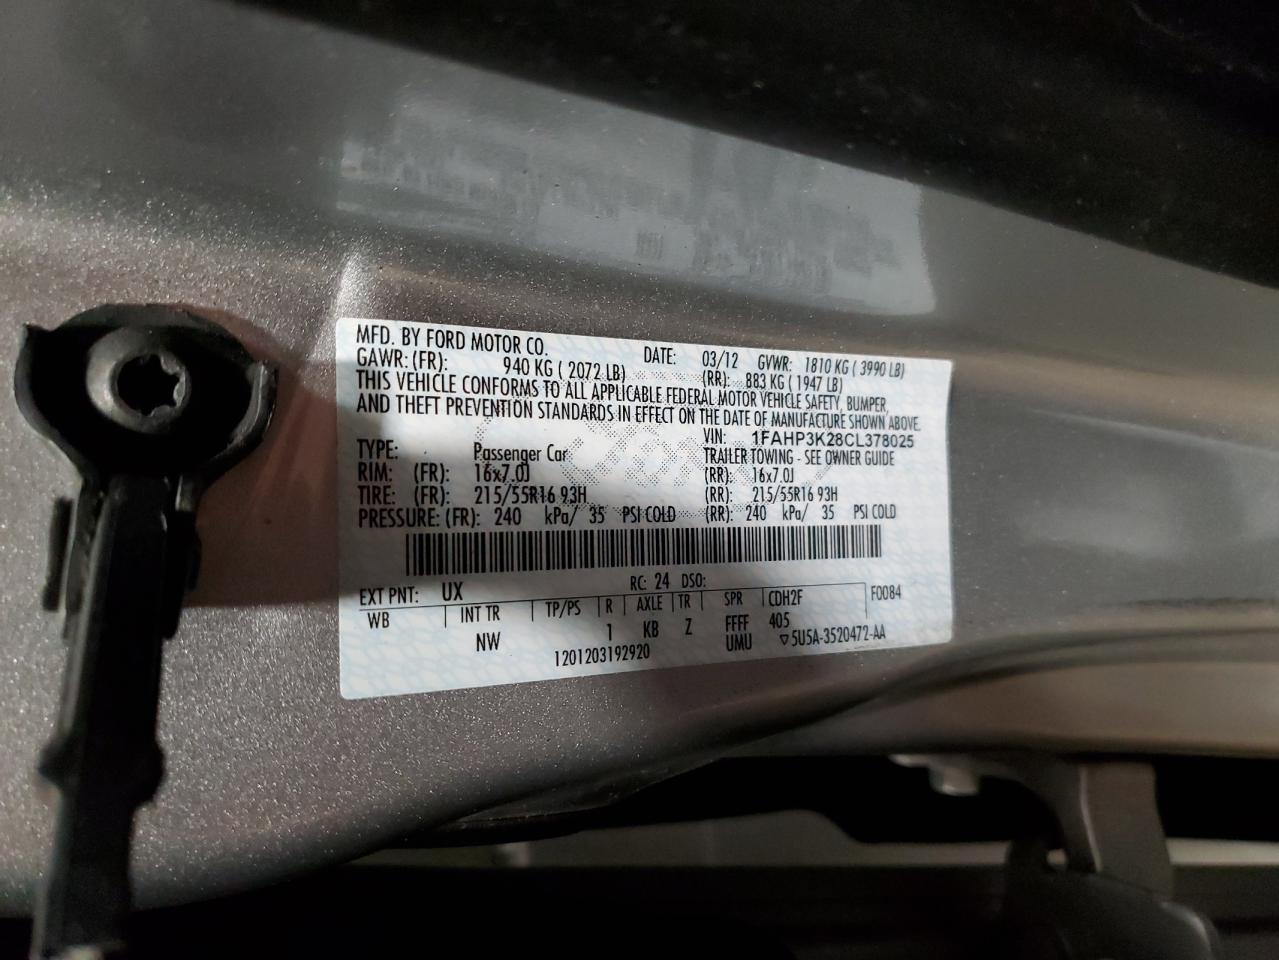 MFD. BY FORD MOTOR CO.
DATE: 03/12 GVWR: 1810 KG ( 3990 LB)
GAWR: (FR): 940 KG ( 2072 LB) (RR): 883 KG ( 1947 LB)
THIS VEHICLE CONFORMS TO ALL APPLICABLE FEDERAL MOTOR VEHICLE SAFETY, BUMPER,
AND THEFT PREVENTION STANDARDS IN EFFECT ON THE DATE OF MANUFACTURE SHOWN ABOVE.
VIN: 1FAHP3K28CL378025
TYPE: Passenger Car TRAILER TOWING - SEE OWNER GUIDE
RIM: (FR): 16x7.0J (RR): 16x7.0J
TIRE: (FR): 215/55R16 93H (RR): 215/55R16 93H
PRESSURE: (FR): 240 kPa/ 35 PSI COLD (RR): 240 kPa/ 35 PSI COLD
EXT PNT: UX RC: 24 DSO: F0084
WB INT TR TP/PS R AXLE TR SPR CDH2F
NW 1 KB Z FFFF 405
1201203192920 UMU ▽5U5A-3520472-AA